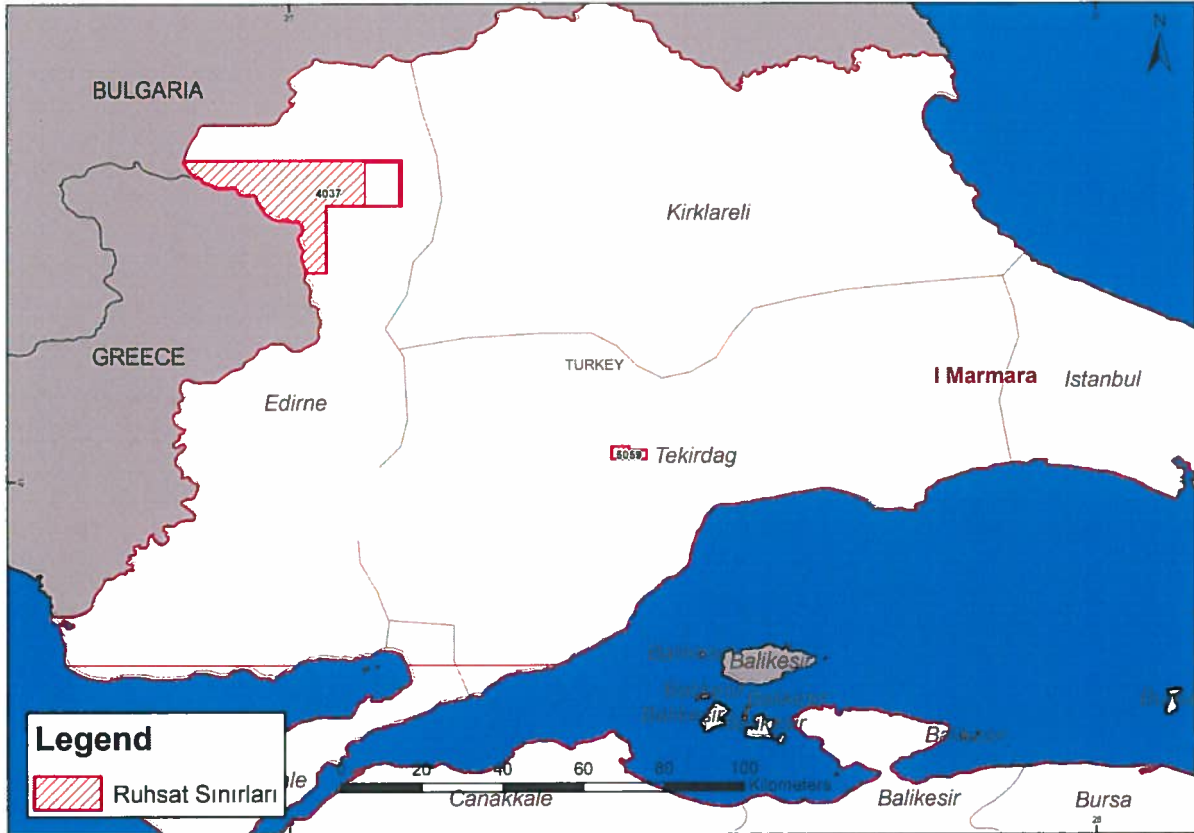 N
BULGARIA
4037
Kirklareli
GREECE
TURKEY
I Marmara
Istanbul
Edirne
Tekirdag
Balikesir
Legend
Ruhsat Sınırları
0 20 40 60 80 100
Kilometers
Canakkale
Balikesir
Bursa
28